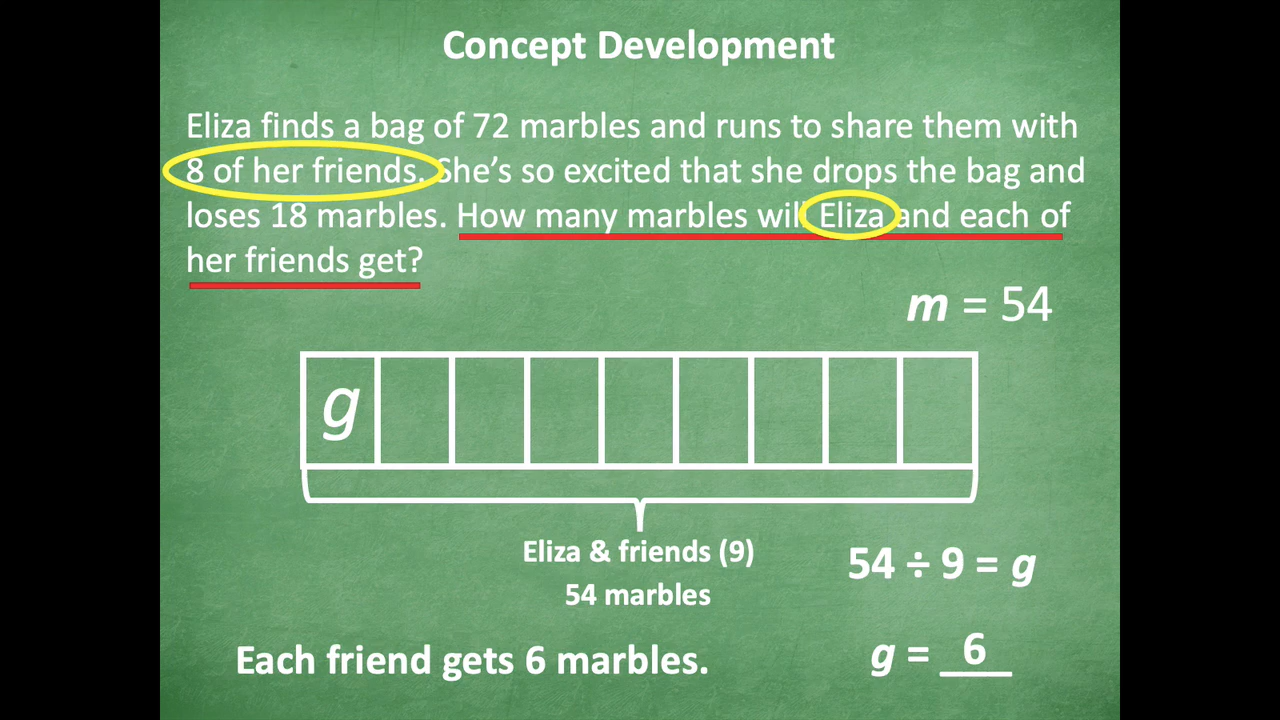 Concept Development
Eliza finds a bag of 72 marbles and runs to share them with
8 of her friends. She’s so excited that she drops the bag and
loses 18 marbles. How many marbles will Eliza and each of
her friends get?
m = 54
g
Eliza & friends (9)
54 marbles
54 ÷ 9 = g
Each friend gets 6 marbles.
g = 6